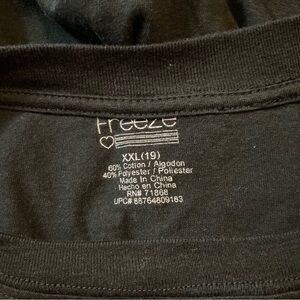 Freeze
XXL(19)
60% Cotton / Algodon
40% Polyester / Poliester
Made In China
Hecho en China
RN# 71868
UPC# 88764809183